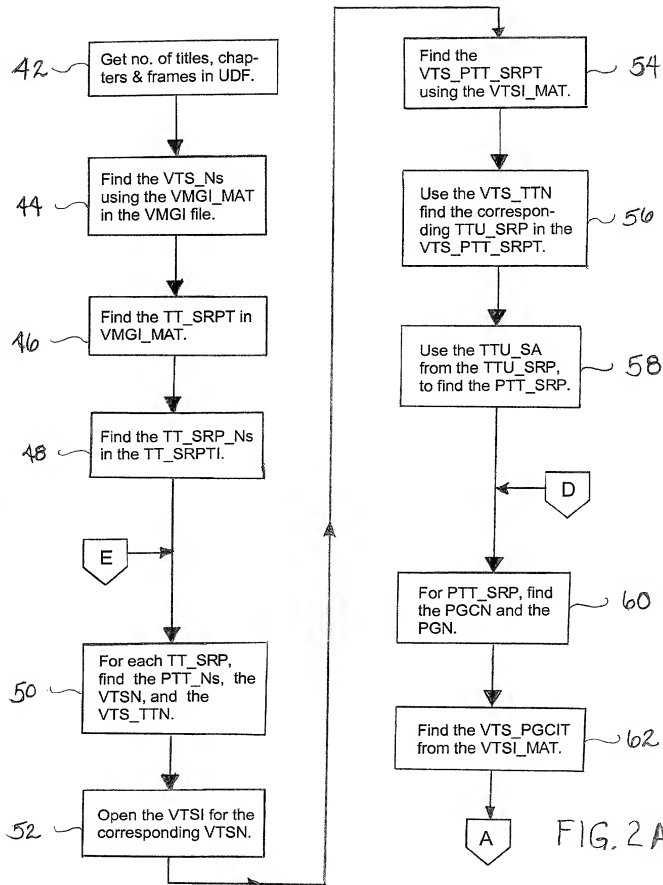 42
Get no. of titles, chap-
ters & frames in UDF.
44
Find the VTS_Ns
using the VMGI_MAT
in the VMGI file.
46
Find the TT_SRPT in
VMGI_MAT.
48
Find the TT_SRP_Ns
in the TT_SRPTI.
E
50
For each TT_SRP,
find the PTT_Ns, the
VTSN, and the
VTS_TTN.
52
Open the VTSI for the
corresponding VTSN.
Find the
VTS_PTT_SRPT
using the VTSI_MAT.
54
Use the VTS_TTN
find the correspon-
ding TTU_SRP in the
VTS_PTT_SRPT.
56
Use the TTU_SA
from the TTU_SRP,
to find the PTT_SRP.
58
D
For PTT_SRP, find
the PGCN and the
PGN.
60
Find the VTS_PGCIT
from the VTSI_MAT.
62
A
FIG. 2A